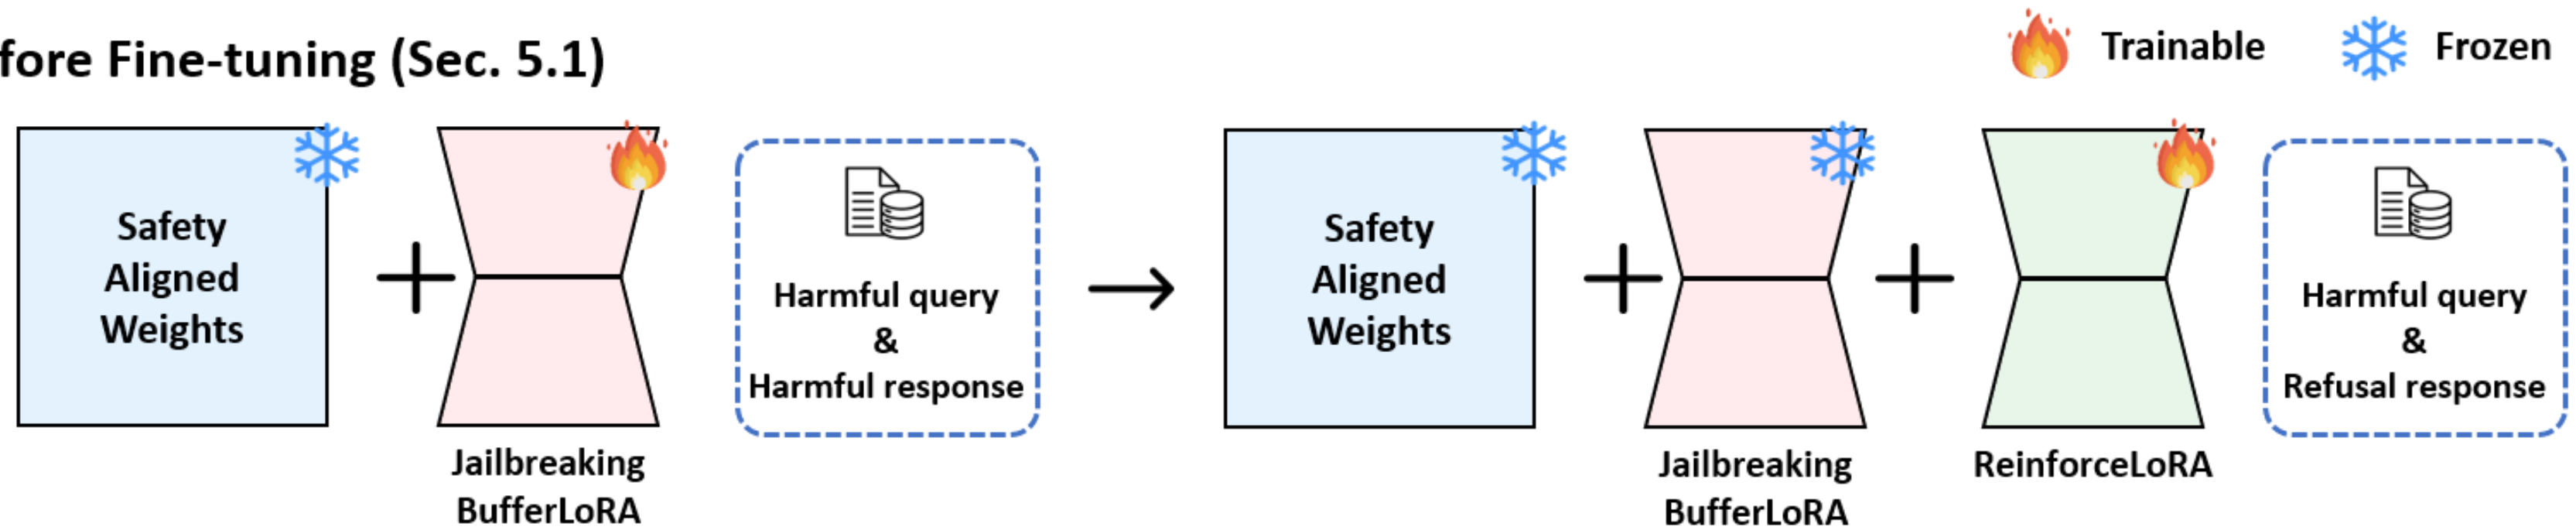 fore Fine-tuning (Sec. 5.1)
Trainable
Frozen
Safety
Aligned
Weights
Jailbreaking
BufferLoRA
Harmful query
&
Harmful response
Safety
Aligned
Weights
Jailbreaking
BufferLoRA
ReinforceLoRA
Harmful query
&
Refusal response